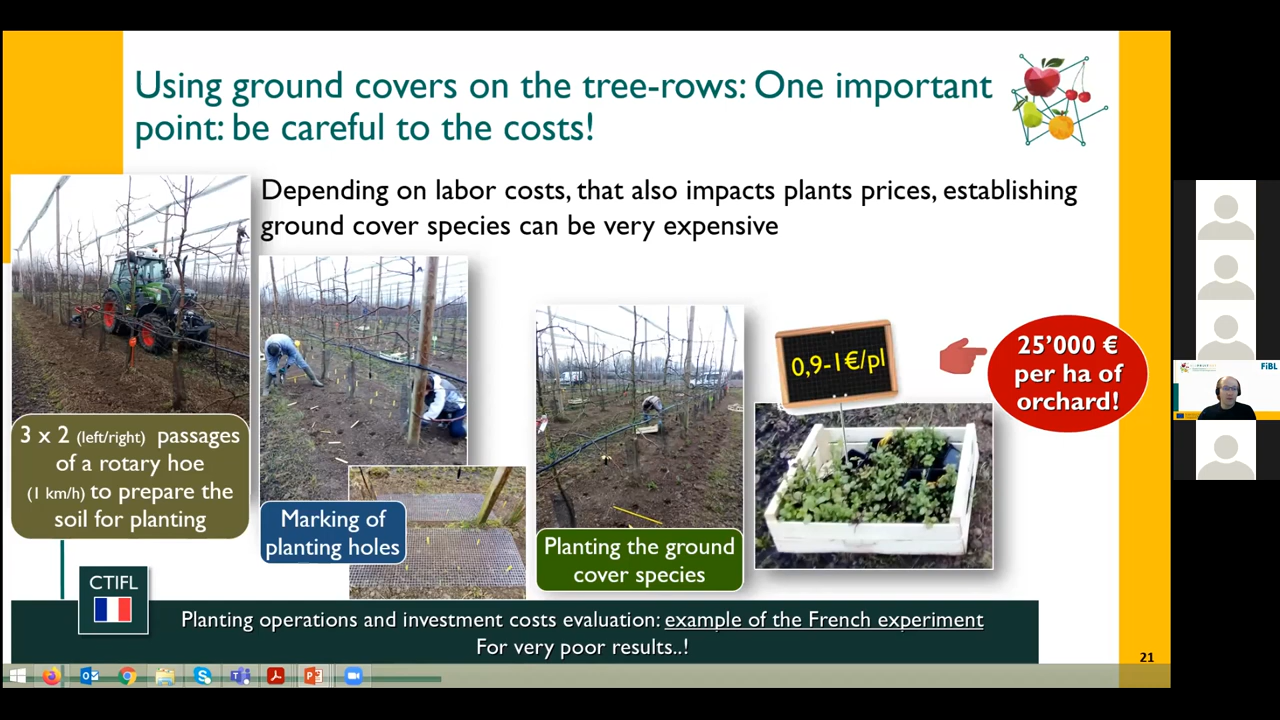 Using ground covers on the tree-rows: One important
point: be careful to the costs!
Depending on labor costs, that also impacts plants prices, establishing
ground cover species can be very expensive
3 x 2 (left/right) passages
of a rotary hoe
(1 km/h) to prepare the
soil for planting
Marking of
planting holes
Planting the ground
cover species
0,9-1€/pl
25’000 €
per ha of
orchard!
CTIFL
Planting operations and investment costs evaluation: example of the French experiment
For very poor results..!
21
FiBL